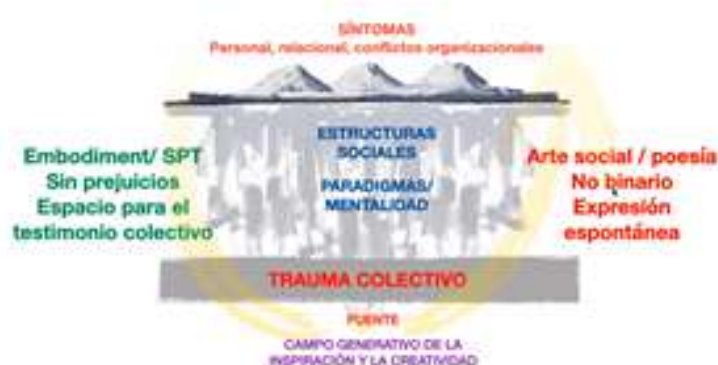 SÍNTOMAS
Personal, relacional, conflictos organizacionales
ESTRUCTURAS
SOCIALES
PARADIGMAS/
MENTALIDAD
Embodiment/ SPT
Sin prejuicios
Espacio para el
testimonio colectivo
Arte social / poesía
No binario
Expresión
espontánea
TRAUMA COLECTIVO
FUENTE
CAMPO GENERATIVO DE LA
INSPIRACIÓN Y LA CREATIVIDAD